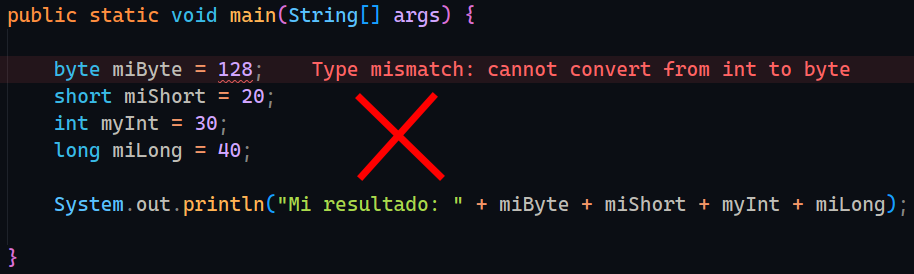 public static void main(String[] args) {
byte miByte = 128; Type mismatch: cannot convert from int to byte
short miShort = 20;
int myInt = 30;
long miLong = 40;
System.out.println("Mi resultado: " + miByte + miShort + myInt + miLong);
}